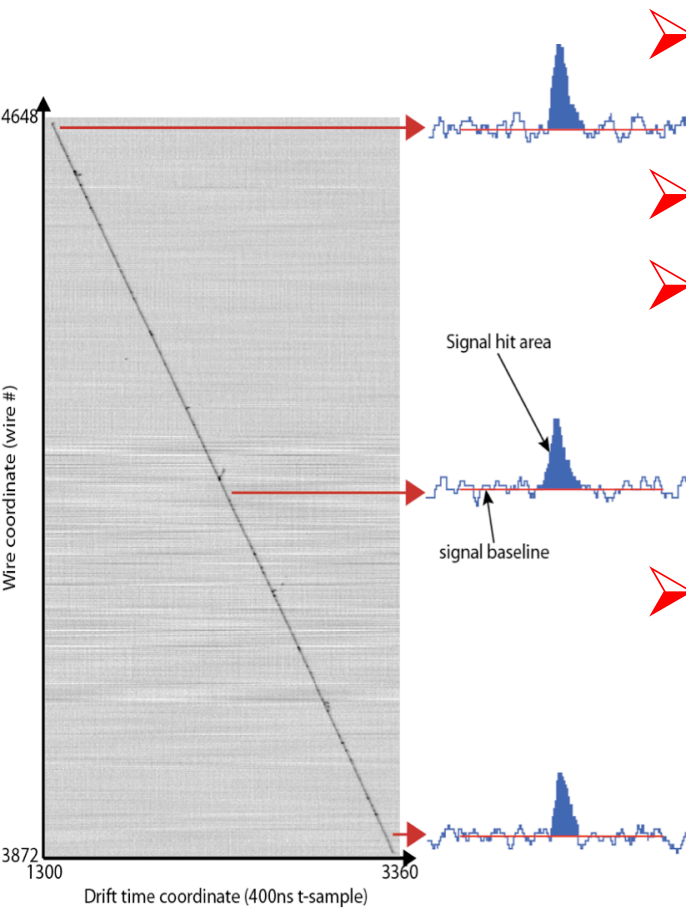 4648
Signal hit area
Wire coordinate (wire #)
signal baseline
3872
1300
3360
Drift time coordinate (400ns t-sample)